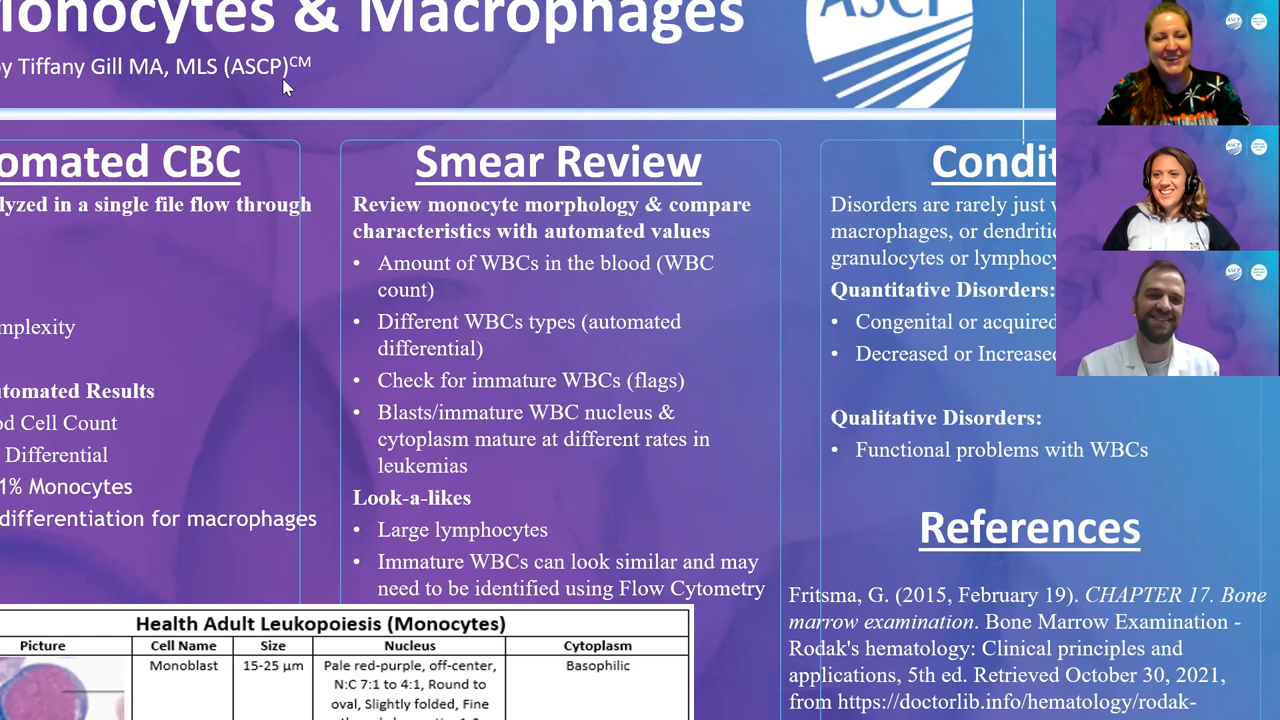 Monocytes & Macrophages
by Tiffany Gill MA, MLS (ASCP)CM
ASCP
omated CBC
lyzed in a single file flow through
mplexity
utomated Results
od Cell Count
Differential
1% Monocytes
differentiation for macrophages
Smear Review
Review monocyte morphology & compare
characteristics with automated values
• Amount of WBCs in the blood (WBC
count)
• Different WBCs types (automated
differential)
• Check for immature WBCs (flags)
• Blasts/immature WBC nucleus &
cytoplasm mature at different rates in
leukemias
Look-a-likes
• Large lymphocytes
• Immature WBCs can look similar and may
need to be identified using Flow Cytometry
Condit
Disorders are rarely just
macrophages, or dendriti
granulocytes or lymphocy
Quantitative Disorders:
• Congenital or acquired
• Decreased or Increased
Qualitative Disorders:
• Functional problems with WBCs
References
Fritsma, G. (2015, February 19). CHAPTER 17. Bone
marrow examination. Bone Marrow Examination -
Rodak's hematology: Clinical principles and
applications, 5th ed. Retrieved October 30, 2021,
from https://doctorlib.info/hematology/rodak-
Health Adult Leukopoiesis (Monocytes)
Picture Cell Name Size Nucleus Cytoplasm
Monoblast 15-25 µm Pale red-purple, off-center, Basophilic
N:C 7:1 to 4:1, Round to
oval, Slightly folded, Fine